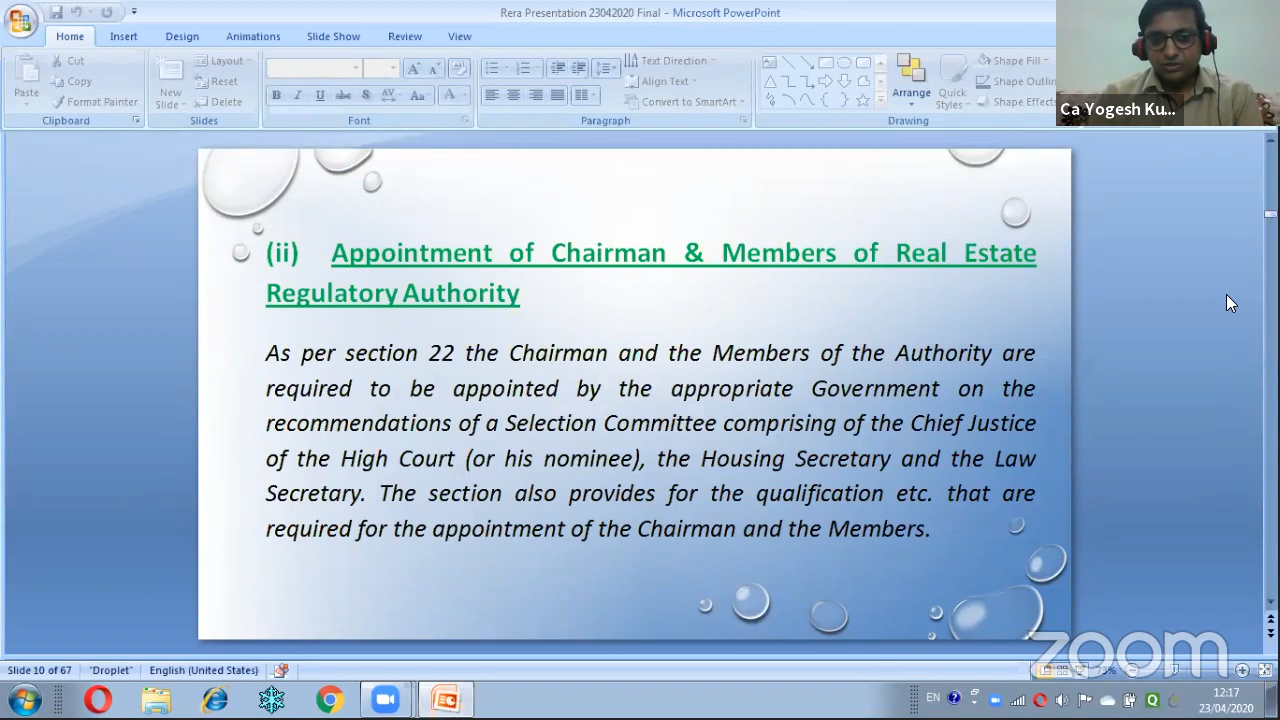 Rera Presentation 23042020 Final - Microsoft PowerPoint
Home Insert Design Animations Slide Show Review View
Cut
Copy
Format Painter
Paste
Clipboard
New
Slide
Layout
Reset
Delete
Slides
B I U abc S AV Aa A
Font
Text Direction
Align Text
Convert to SmartArt
Paragraph
Arrange
Quick
Styles
Shape Fill
Shape Outlin
Shape Effects
Drawing
Ca Yogesh Ku...
(ii) Appointment of Chairman & Members of Real Estate
Regulatory Authority
As per section 22 the Chairman and the Members of the Authority are
required to be appointed by the appropriate Government on the
recommendations of a Selection Committee comprising of the Chief Justice
of the High Court (or his nominee), the Housing Secretary and the Law
Secretary. The section also provides for the qualification etc. that are
required for the appointment of the Chairman and the Members.
zoom
Slide 10 of 67 "Droplet" English (United States)
EN
12:17
23/04/2020